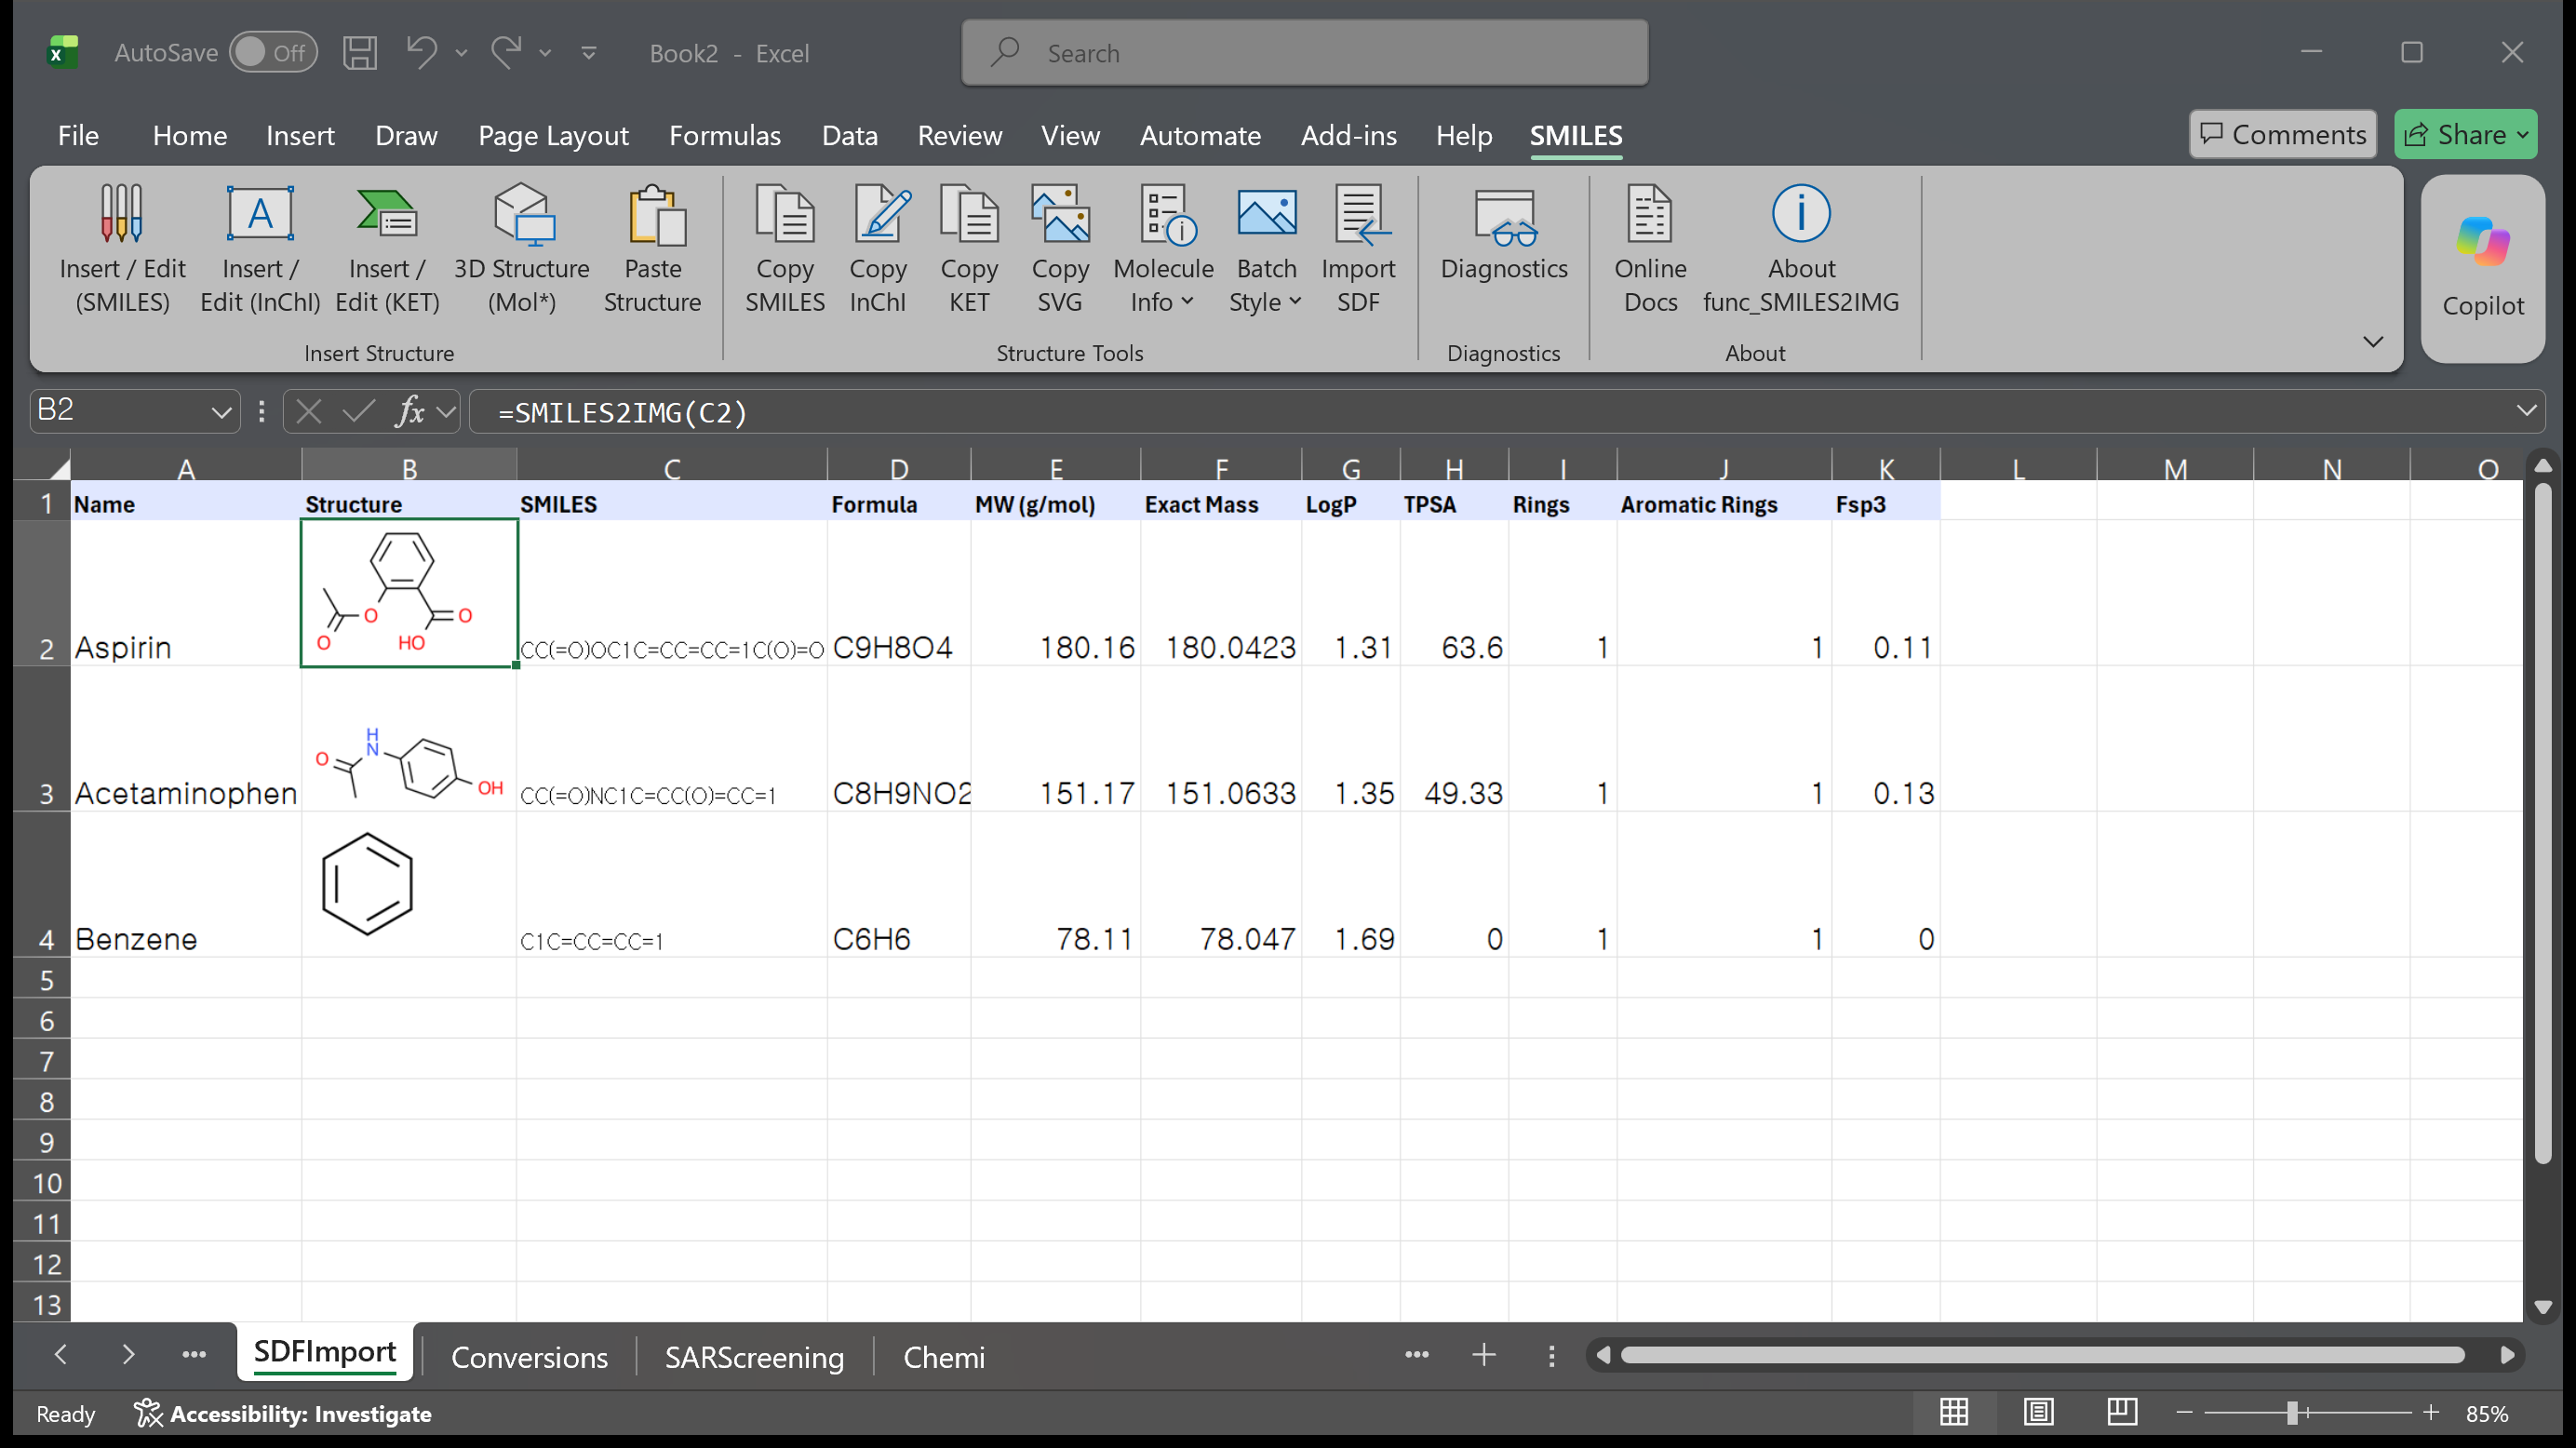 AutoSave Off Book2 - Excel Search
File Home Insert Draw Page Layout Formulas Data Review View Automate Add-ins Help SMILES Comments Share
Insert / Edit (SMILES)
Insert / Edit (InChI)
Insert / Edit (KET)
3D Structure (Mol*)
Paste Structure
Copy SMILES
Copy InChI
Copy KET
Copy SVG
Molecule Info
Batch Style
Import SDF
Diagnostics
Online Docs
About func_SMILES2IMG
Copilot
Insert Structure Structure Tools Diagnostics About
B2 fx =SMILES2IMG(C2)
A B C D E F G H I J K L M N O
1 Name Structure SMILES Formula MW (g/mol) Exact Mass LogP TPSA Rings Aromatic Rings Fsp3
O O HO O
2 Aspirin CC(=O)OC1C=CC=CC=1C(O)=O C9H8O4 180.16 180.0423 1.31 63.6 1 1 0.11
O H N OH
3 Acetaminophen CC(=O)NC1C=CC(O)=CC=1 C8H9NO2 151.17 151.0633 1.35 49.33 1 1 0.13
4 Benzene C1C=CC=CC=1 C6H6 78.11 78.047 1.69 0 1 1 0
5
6
7
8
9
10
11
12
13
SDFImport Conversions SARScreening Chemi
Ready Accessibility: Investigate 85%